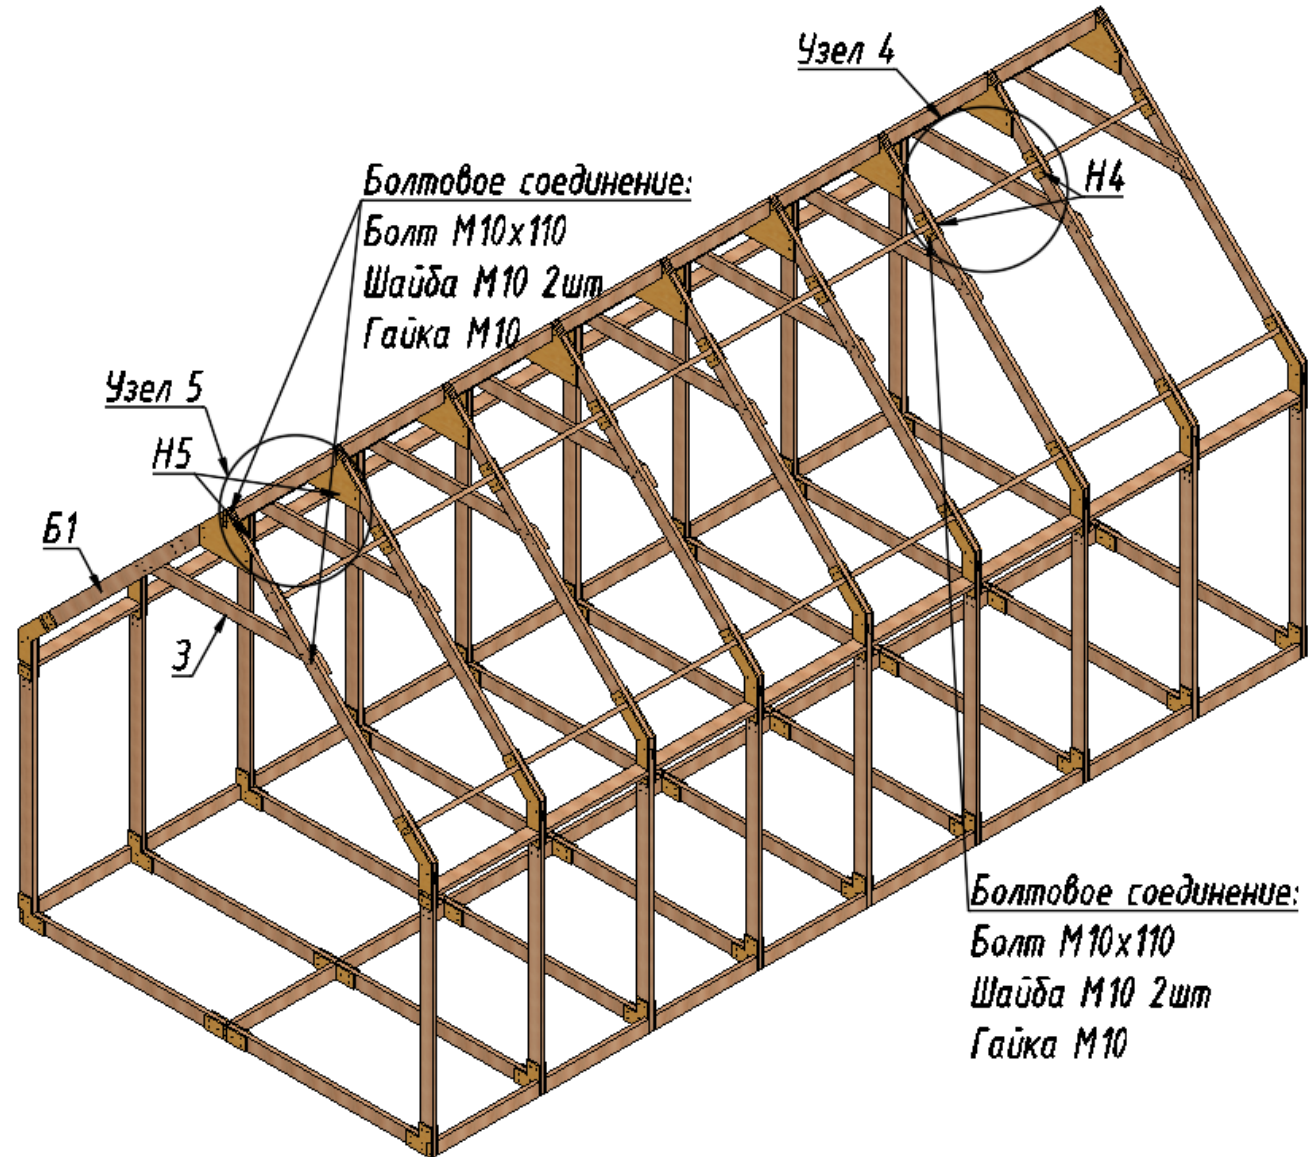 Узел 4
Болтовое соединение:
Болт М10х110
Шайба М10 2шт
Гайка М10
Н4
Узел 5
Н5
Б1
3
Болтовое соединение:
Болт М10х110
Шайба М10 2шт
Гайка М10